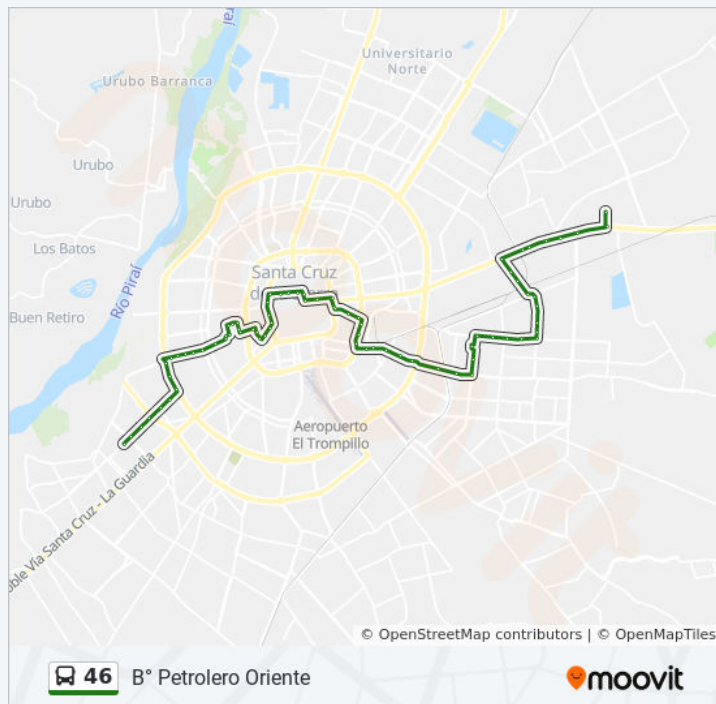 Universitario
Norte
Urubo Barranca
Urubo
Urubo
Los Batos
Santa Cruz
Río Piraí
Buen Retiro
Aeropuerto
El Trompillo
oble Vía Santa Cruz - La Guardia
© OpenStreetMap contributors | © OpenMapTiles
46 B° Petrolero Oriente
moovit